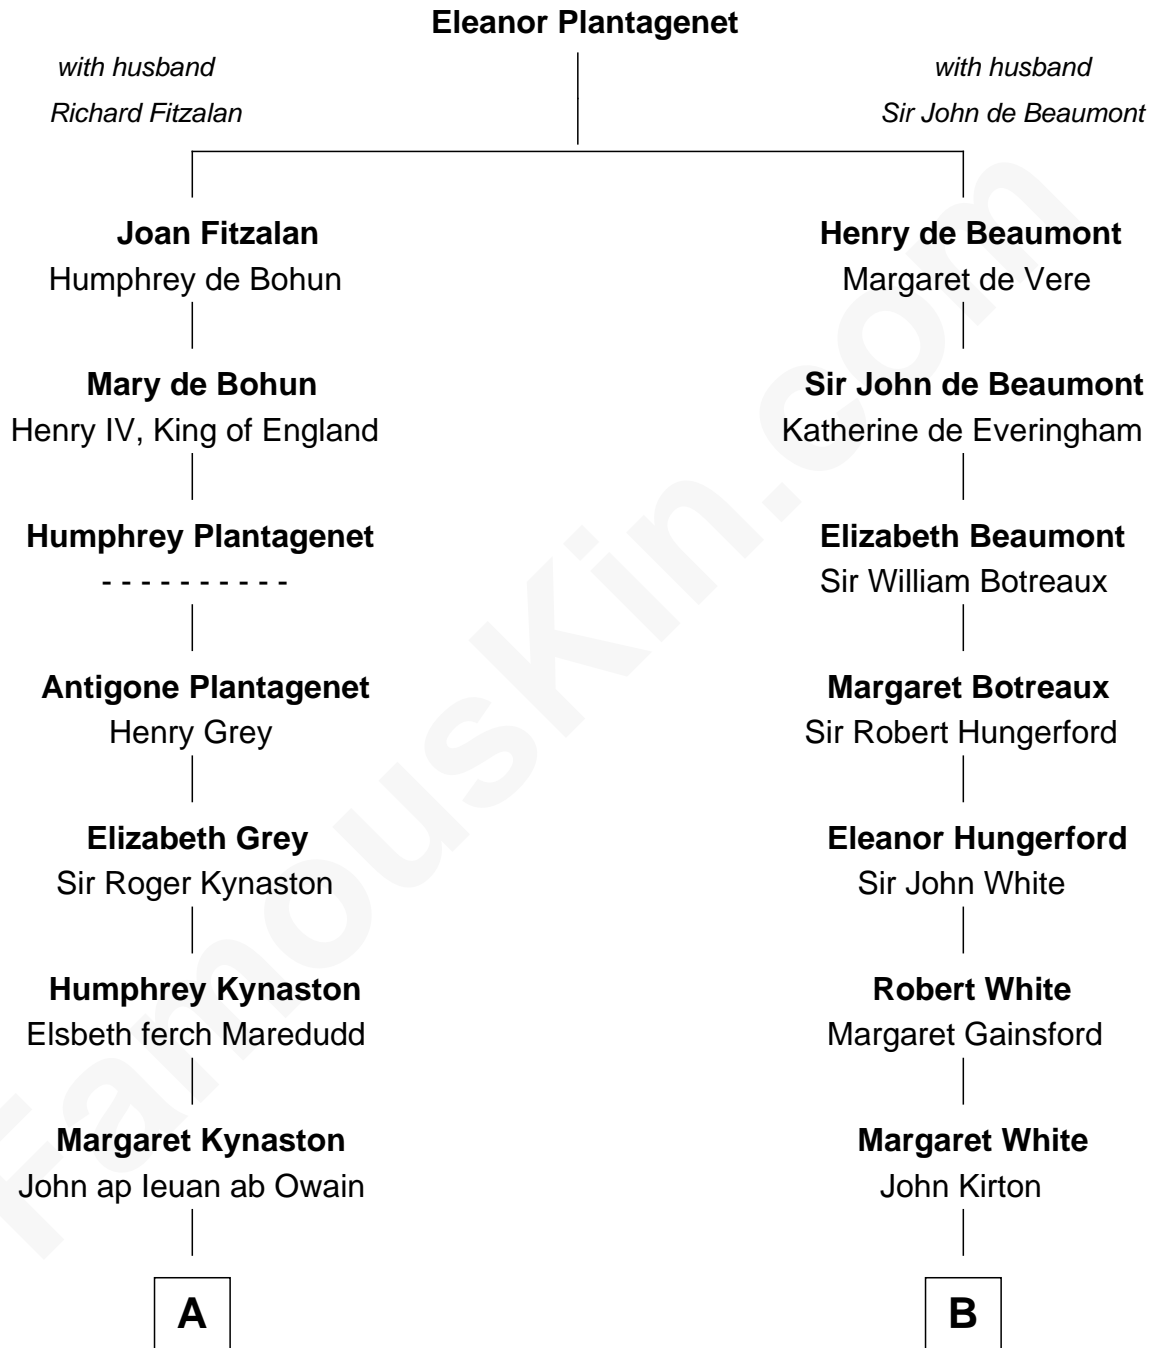 Eleanor Plantagenet
with husband
Richard Fitzalan
with husband
Sir John de Beaumont
Joan Fitzalan
Humphrey de Bohun
Henry de Beaumont
Margaret de Vere
Mary de Bohun
Henry IV, King of England
Sir John de Beaumont
Katherine de Everingham
Humphrey Plantagenet
- - - - - - - - - -
Elizabeth Beaumont
Sir William Botreaux
Antigone Plantagenet
Henry Grey
Margaret Botreaux
Sir Robert Hungerford
Elizabeth Grey
Sir Roger Kynaston
Eleanor Hungerford
Sir John White
Humphrey Kynaston
Elsbeth ferch Maredudd
Robert White
Margaret Gainsford
Margaret Kynaston
John ap Ieuan ab Owain
Margaret White
John Kirton
A
B
FamousKin.com